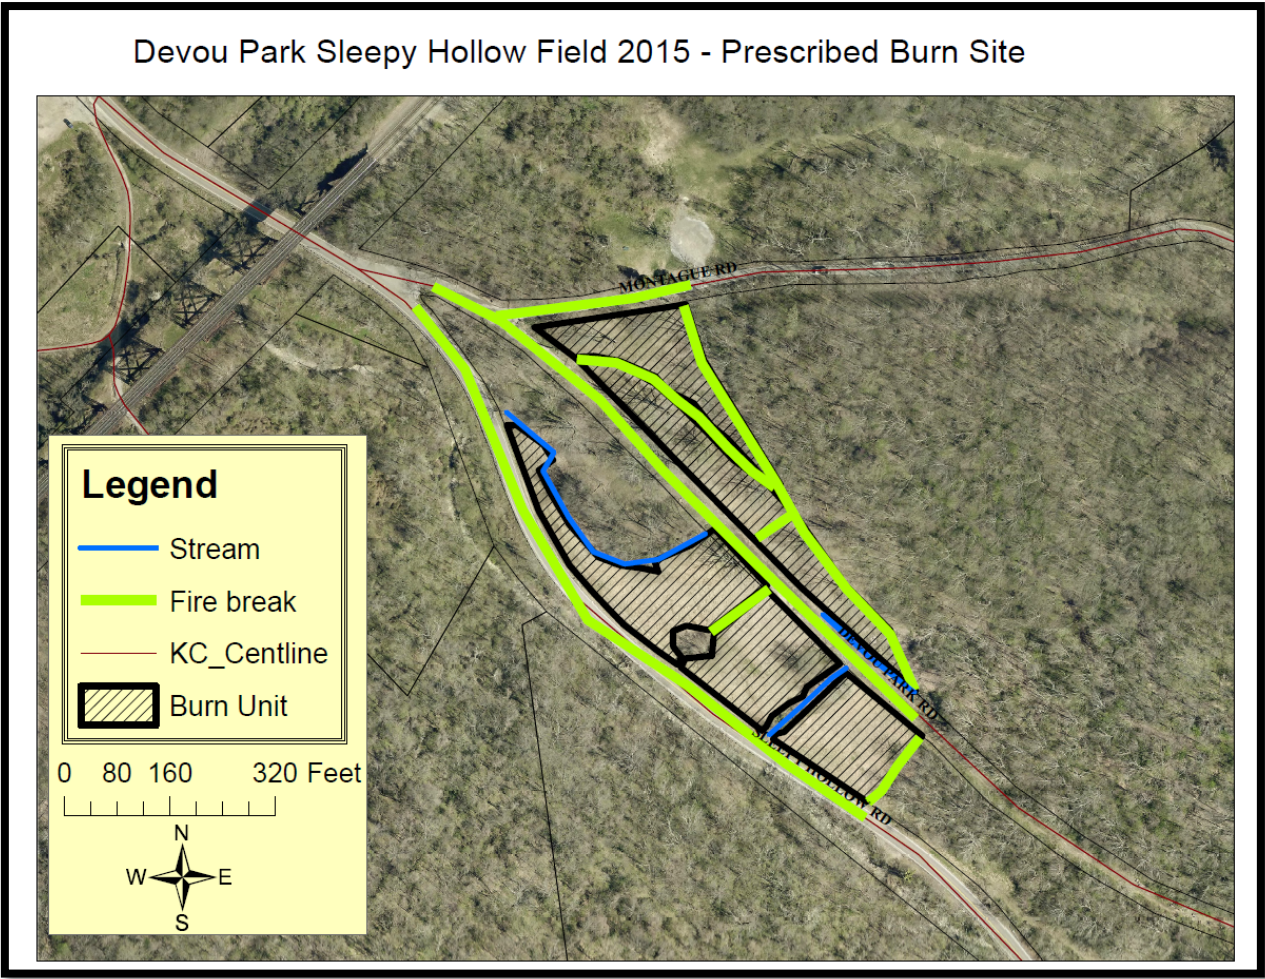 Devou Park Sleepy Hollow Field 2015 - Prescribed Burn Site
MONTAGUE RD
DEVOU PARK RD
SLEEPY HOLLOW RD
Legend
Stream
Fire break
KC_Centline
Burn Unit
0 80 160 320 Feet
N
W E
S